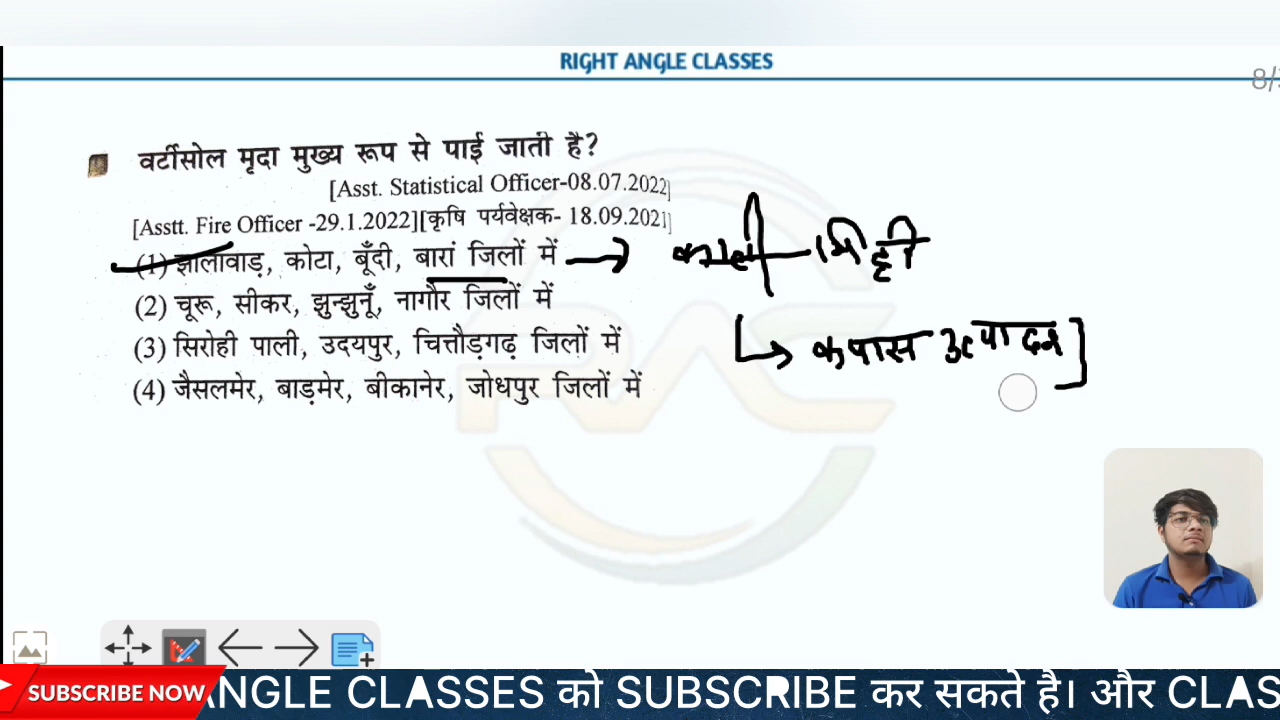 RIGHT ANGLE CLASSES
8/
वर्टीसोल मृदा मुख्य रूप से पाई जाती है?
[Asst. Statistical Officer-08.07.2022]
[Asstt. Fire Officer -29.1.2022][कृषि पर्यवेक्षक- 18.09.2021]
(1) झालावाड़, कोटा, बूँदी, बारां जिलों में
काली मिट्टी
(2) चूरू, सीकर, झुन्झुनूँ, नागौर जिलों में
(3) सिरोही पाली, उदयपुर, चित्तौड़गढ़ जिलों में
कपास उत्पादन
(4) जैसलमेर, बाड़मेर, बीकानेर, जोधपुर जिलों में
RAC
SUBSCRIBE NOW
ANGLE CLASSES को SUBSCRIBE कर सकते है। और CLAS